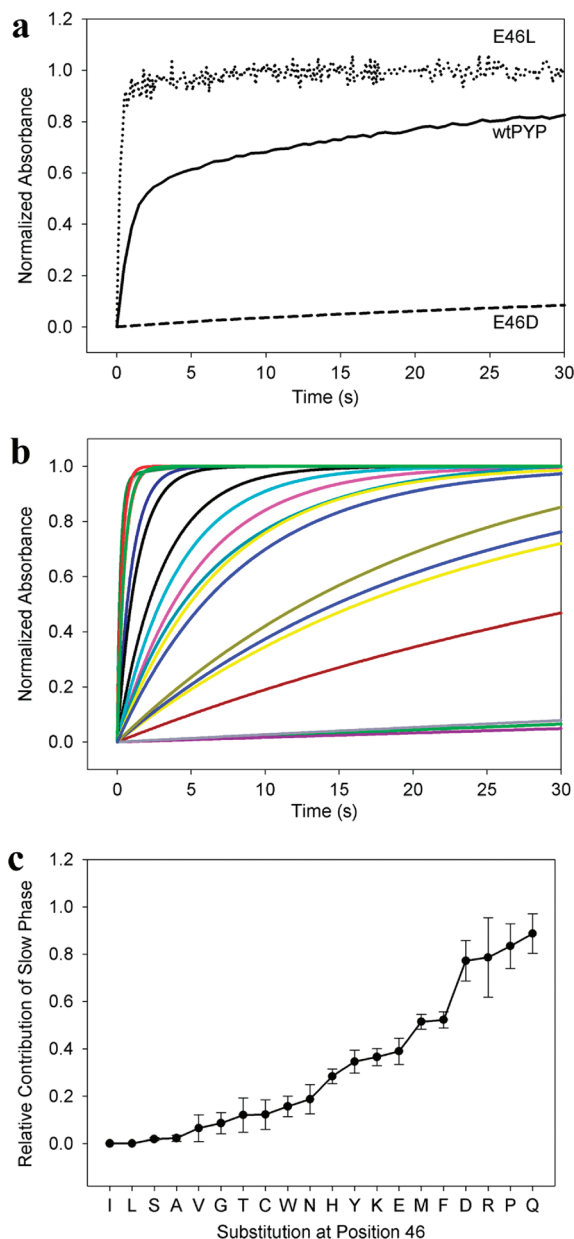 a
1.2
1.0
0.8
0.6
0.4
0.2
0.0
Normalized Absorbance
E46L
wtPYP
E46D
0 5 10 15 20 25 30
Time (s)
b
1.0
0.8
0.6
0.4
0.2
0.0
Normalized Absorbance
0 5 10 15 20 25 30
Time (s)
c
1.2
1.0
0.8
0.6
0.4
0.2
0.0
Relative Contribution of Slow Phase
I L S A V G T C W N H Y K E M F D R P Q
Substitution at Position 46